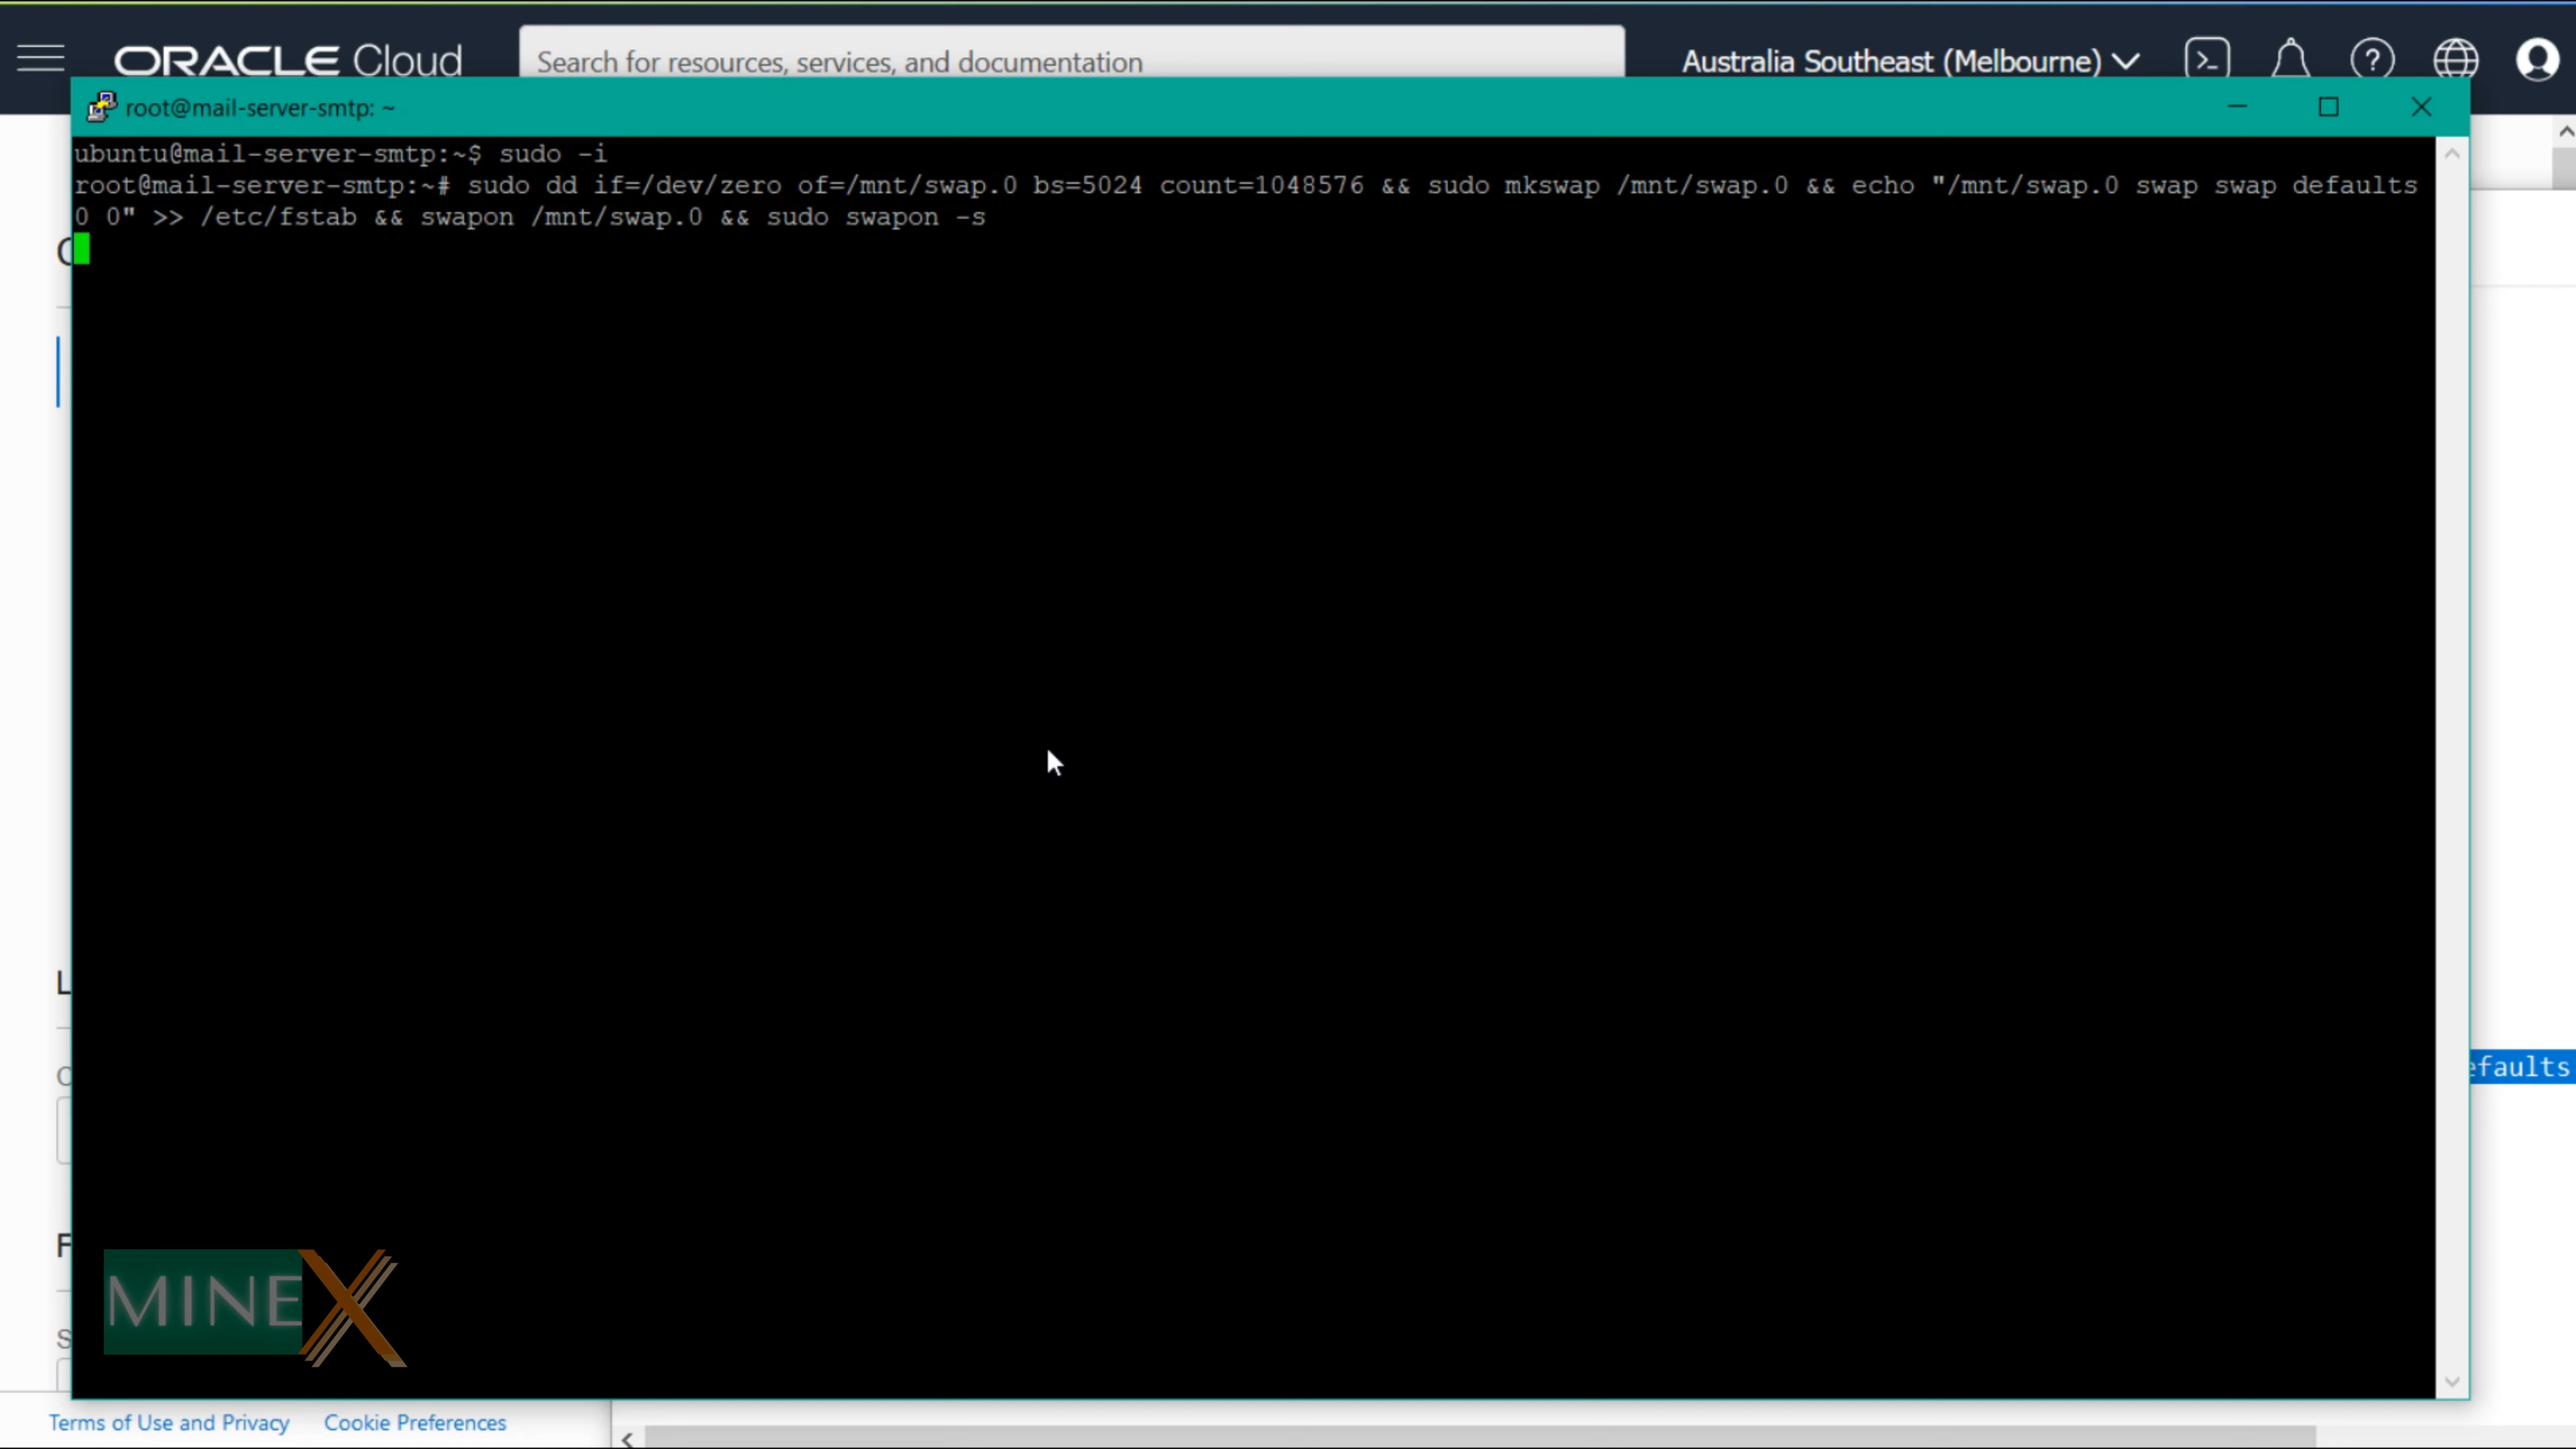 ORACLE Cloud
Search for resources, services, and documentation
Australia Southeast (Melbourne)
root@mail-server-smtp: ~
ubuntu@mail-server-smtp:~$ sudo -i
root@mail-server-smtp:~# sudo dd if=/dev/zero of=/mnt/swap.0 bs=5024 count=1048576 && sudo mkswap /mnt/swap.0 && echo "/mnt/swap.0 swap swap defaults
0 0" >> /etc/fstab && swapon /mnt/swap.0 && sudo swapon -s
efaults
MINEX
Terms of Use and Privacy
Cookie Preferences